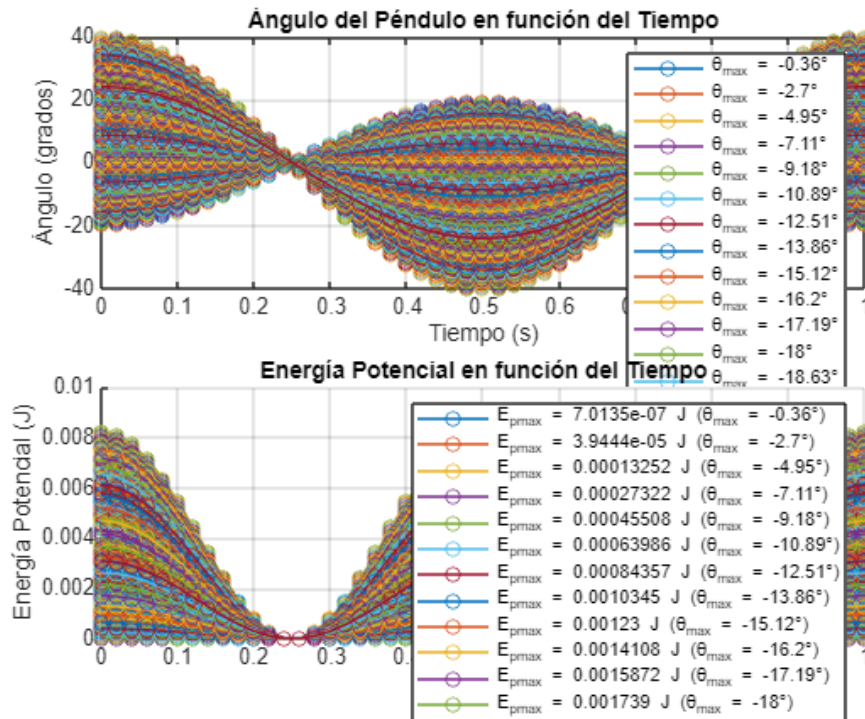 Ángulo del Péndulo en función del Tiempo
40
20
0
-20
-40
Ángulo (grados)
0 0.1 0.2 0.3 0.4 0.5 0.6
Tiempo (s)
θmax = -0.36°
θmax = -2.7°
θmax = -4.95°
θmax = -7.11°
θmax = -9.18°
θmax = -10.89°
θmax = -12.51°
θmax = -13.86°
θmax = -15.12°
θmax = -16.2°
θmax = -17.19°
θmax = -18°
θmax = -18.63°
Energía Potencial en función del Tiempo
0.01
0.008
0.006
0.004
0.002
0
Energía Potencial (J)
0 0.1 0.2 0.3
Epmax = 7.0135e-07 J (θmax = -0.36°)
Epmax = 3.9444e-05 J (θmax = -2.7°)
Epmax = 0.00013252 J (θmax = -4.95°)
Epmax = 0.00027322 J (θmax = -7.11°)
Epmax = 0.00045508 J (θmax = -9.18°)
Epmax = 0.00063986 J (θmax = -10.89°)
Epmax = 0.00084357 J (θmax = -12.51°)
Epmax = 0.0010345 J (θmax = -13.86°)
Epmax = 0.00123 J (θmax = -15.12°)
Epmax = 0.0014108 J (θmax = -16.2°)
Epmax = 0.0015872 J (θmax = -17.19°)
Epmax = 0.001739 J (θmax = -18°)